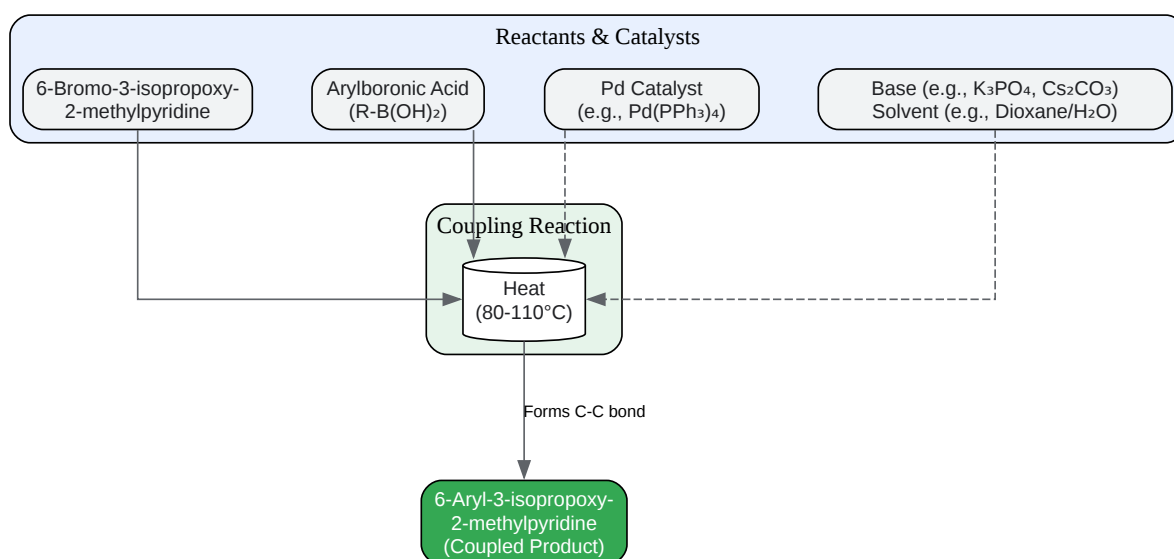 Reactants & Catalysts
6-Bromo-3-isopropoxy-
2-methylpyridine
Arylboronic Acid
(R-B(OH)₂)
Pd Catalyst
(e.g., Pd(PPh₃)₄)
Base (e.g., K₃PO₄, Cs₂CO₃)
Solvent (e.g., Dioxane/H₂O)
Coupling Reaction
Heat
(80-110°C)
Forms C-C bond
6-Aryl-3-isopropoxy-
2-methylpyridine
(Coupled Product)